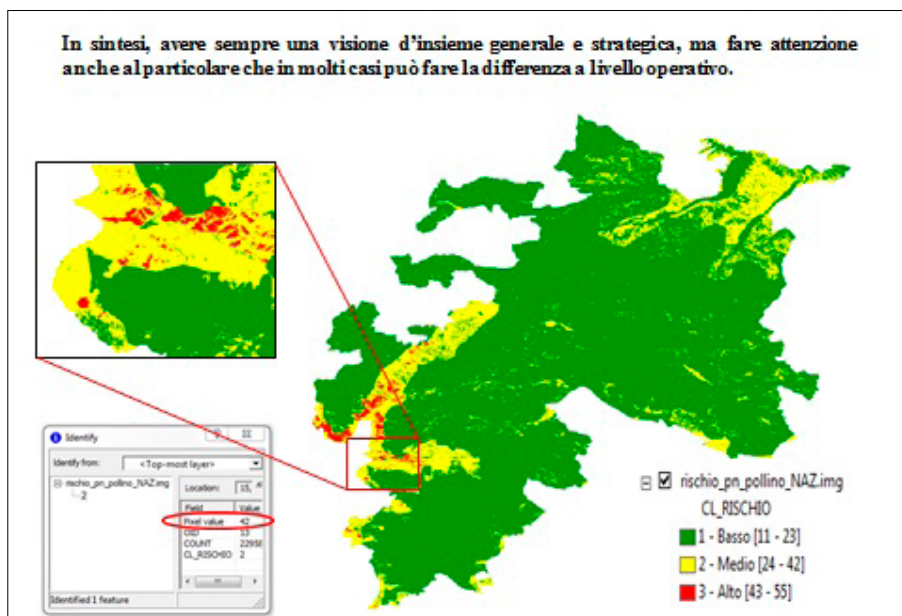 In sintesi, avere sempre una visione d'insieme generale e strategica, ma fare attenzione
anche al particolare che in molti casi può fare la differenza a livello operativo.
Identify
Identify from: <Top-most layer>
rischio_pn_pollino_NAZ.img
2
Location: 15,
Field Value
Pixel value 42
OID 13
COUNT 22958
CL_RISCHIO 2
Identified 1 feature
rischio_pn_pollino_NAZ.img
CL_RISCHIO
1 - Basso [11 - 23]
2 - Medio [24 - 42]
3 - Alto [43 - 55]